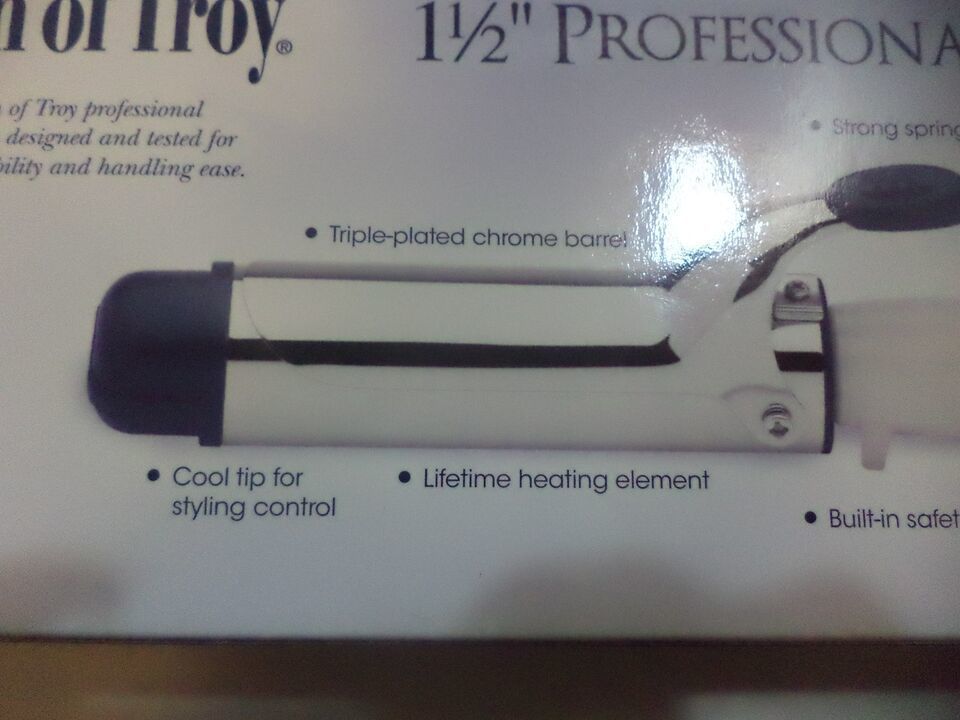 n of Troy®
1½" PROFESSIONA
n of Troy professional
designed and tested for
bility and handling ease.
• Strong spring
• Triple-plated chrome barrel
• Cool tip for
styling control
• Lifetime heating element
• Built-in safet